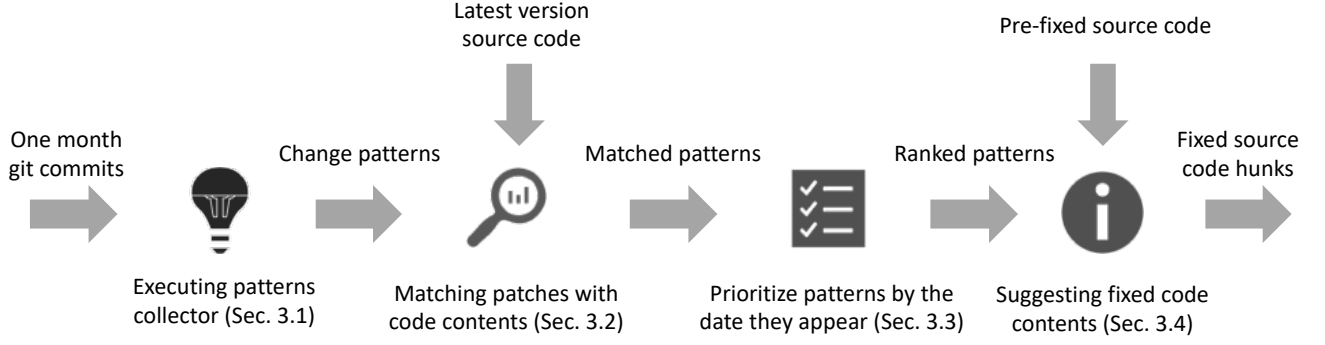 Latest version
source code
Pre-fixed source code
One month
git commits
Change patterns
Matched patterns
Ranked patterns
Fixed source
code hunks
Executing patterns
collector (Sec. 3.1)
Matching patches with
code contents (Sec. 3.2)
Prioritize patterns by the
date they appear (Sec. 3.3)
Suggesting fixed code
contents (Sec. 3.4)